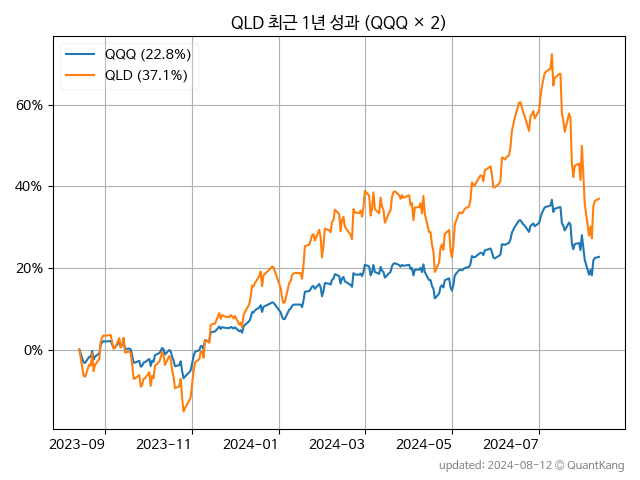 QLD 최근 1년 성과 (QQQ × 2)
QQQ (22.8%)
QLD (37.1%)
60%
40%
20%
0%
2023−09 2023−11 2024−01 2024−03 2024−05 2024−07
updated: 2024-08-12 © QuantKang